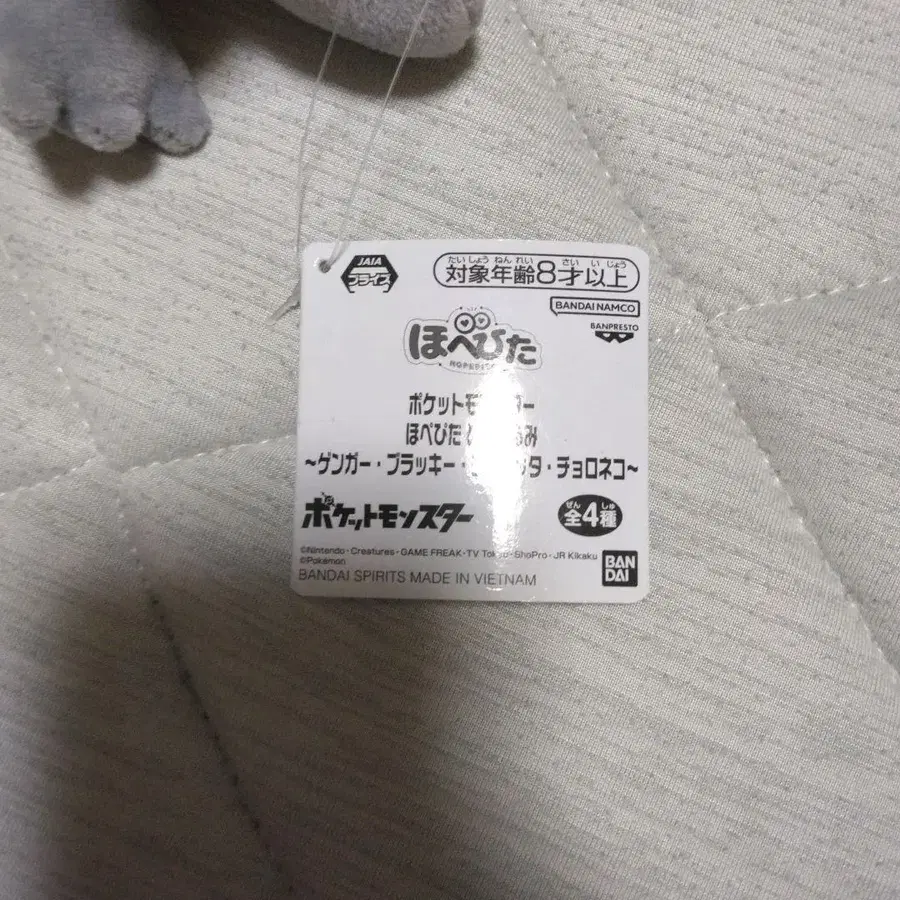 JAIA
プライズ
たいしょうねんれい さいいじょう
対象年齢8才以上
BANDAI NAMCO
BANPRESTO
ほぺぴた
ポケットモ ター
ほぺぴた み
~ゲンガー・ブラッキー・ タ・チョロネコ~
ポケットモンスター
ぜん しゅ
全4種
©Nintendo・Creatures・GAME FREAK・TV Tokyo・ShoPro・JR Kikaku
©Pokémon
BAN
DAI
BANDAI SPIRITS MADE IN VIETNAM